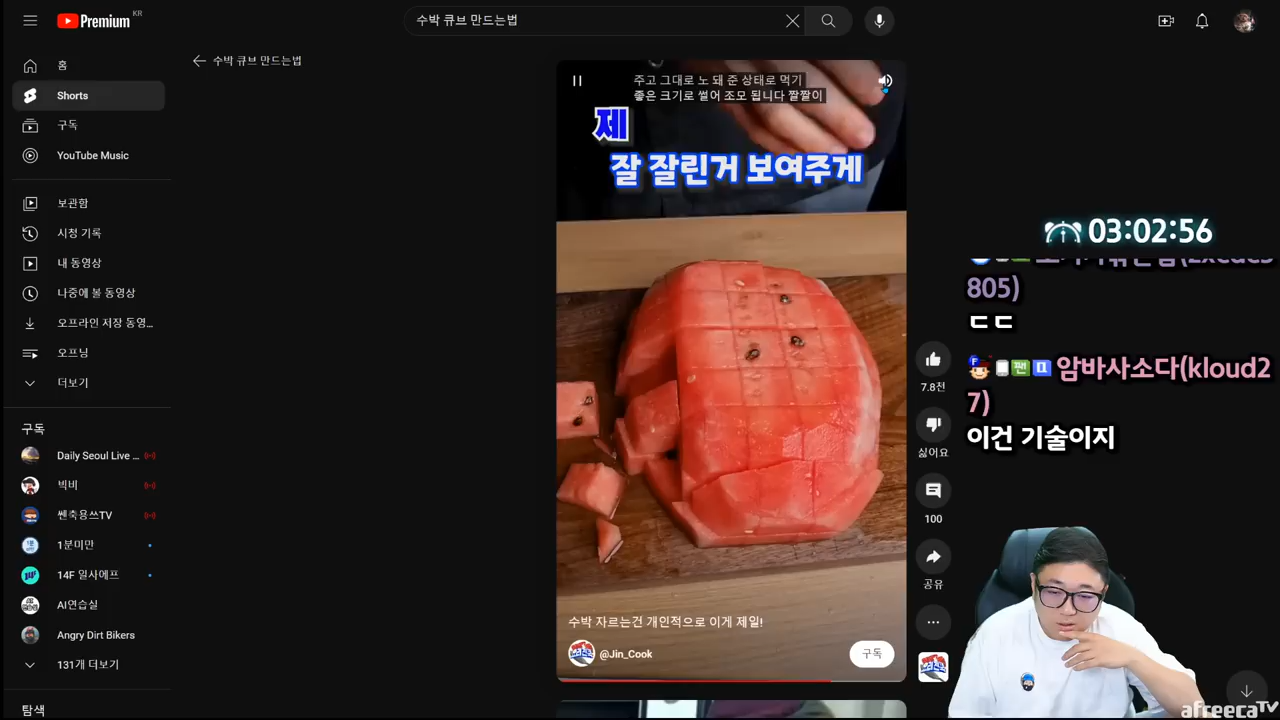 Premium KR
수박 큐브 만드는법
홈
Shorts
구독
YouTube Music
보관함
시청 기록
내 동영상
나중에 볼 동영상
오프라인 저장 동영...
오프닝
더보기
구독
Daily Seoul Live ...
빅비
쎈축용쓰TV
1분미만
14F 일사에프
AI연습실
Angry Dirt Bikers
131개 더보기
탐색
수박 큐브 만드는법
주고 그대로 노 돼 준 상태로 먹기
좋은 크기로 썰어 조모 됩니다 짤짤이
제
잘 잘린거 보여주게
수박 자르는건 개인적으로 이게 제일!
@Jin_Cook
구독
7.8천
싫어요
100
공유
03:02:56
805)
ㄷㄷ
암바사소다(kloud2
7)
이건 기술이지
afreecaTV